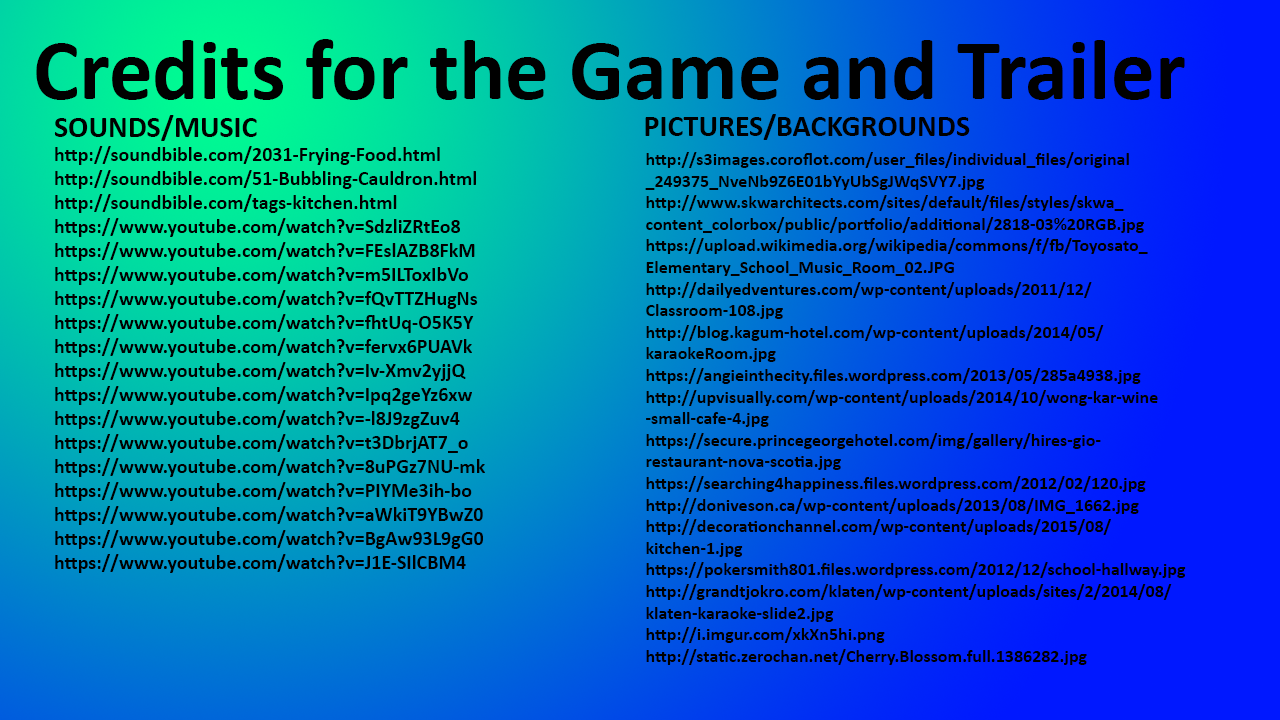 Credits for the Game and Trailer
SOUNDS/MUSIC
http://soundbible.com/2031-Frying-Food.html
http://soundbible.com/51-Bubbling-Cauldron.html
http://soundbible.com/tags-kitchen.html
https://www.youtube.com/watch?v=SdzliZRtEo8
https://www.youtube.com/watch?v=FEslAZB8FkM
https://www.youtube.com/watch?v=m5ILToxIbVo
https://www.youtube.com/watch?v=fQvTTZHugNs
https://www.youtube.com/watch?v=fhtUq-O5K5Y
https://www.youtube.com/watch?v=fervx6PUAVk
https://www.youtube.com/watch?v=Iv-Xmv2yjjQ
https://www.youtube.com/watch?v=Ipq2geYz6xw
https://www.youtube.com/watch?v=-l8J9zgZuv4
https://www.youtube.com/watch?v=t3DbrjAT7_o
https://www.youtube.com/watch?v=8uPGz7NU-mk
https://www.youtube.com/watch?v=PIYMe3ih-bo
https://www.youtube.com/watch?v=aWkiT9YBwZ0
https://www.youtube.com/watch?v=BgAw93L9gG0
https://www.youtube.com/watch?v=J1E-SIlCBM4
PICTURES/BACKGROUNDS
http://s3images.coroflot.com/user_files/individual_files/original
_249375_NveNb9Z6E01bYyUbSgJWqSVY7.jpg
http://www.skwarchitects.com/sites/default/files/styles/skwa_
content_colorbox/public/portfolio/additional/2818-03%20RGB.jpg
https://upload.wikimedia.org/wikipedia/commons/f/fb/Toyosato_
Elementary_School_Music_Room_02.JPG
http://dailyedventures.com/wp-content/uploads/2011/12/
Classroom-108.jpg
http://blog.kagum-hotel.com/wp-content/uploads/2014/05/
karaokeRoom.jpg
https://angieinthecity.files.wordpress.com/2013/05/285a4938.jpg
http://upvisually.com/wp-content/uploads/2014/10/wong-kar-wine
-small-cafe-4.jpg
https://secure.princegeorgehotel.com/img/gallery/hires-gio-
restaurant-nova-scotia.jpg
https://searching4happiness.files.wordpress.com/2012/02/120.jpg
http://doniveson.ca/wp-content/uploads/2013/08/IMG_1662.jpg
http://decorationchannel.com/wp-content/uploads/2015/08/
kitchen-1.jpg
https://pokersmith801.files.wordpress.com/2012/12/school-hallway.jpg
http://grandtjokro.com/klaten/wp-content/uploads/sites/2/2014/08/
klaten-karaoke-slide2.jpg
http://i.imgur.com/xkXn5hi.png
http://static.zerochan.net/Cherry.Blossom.full.1386282.jpg